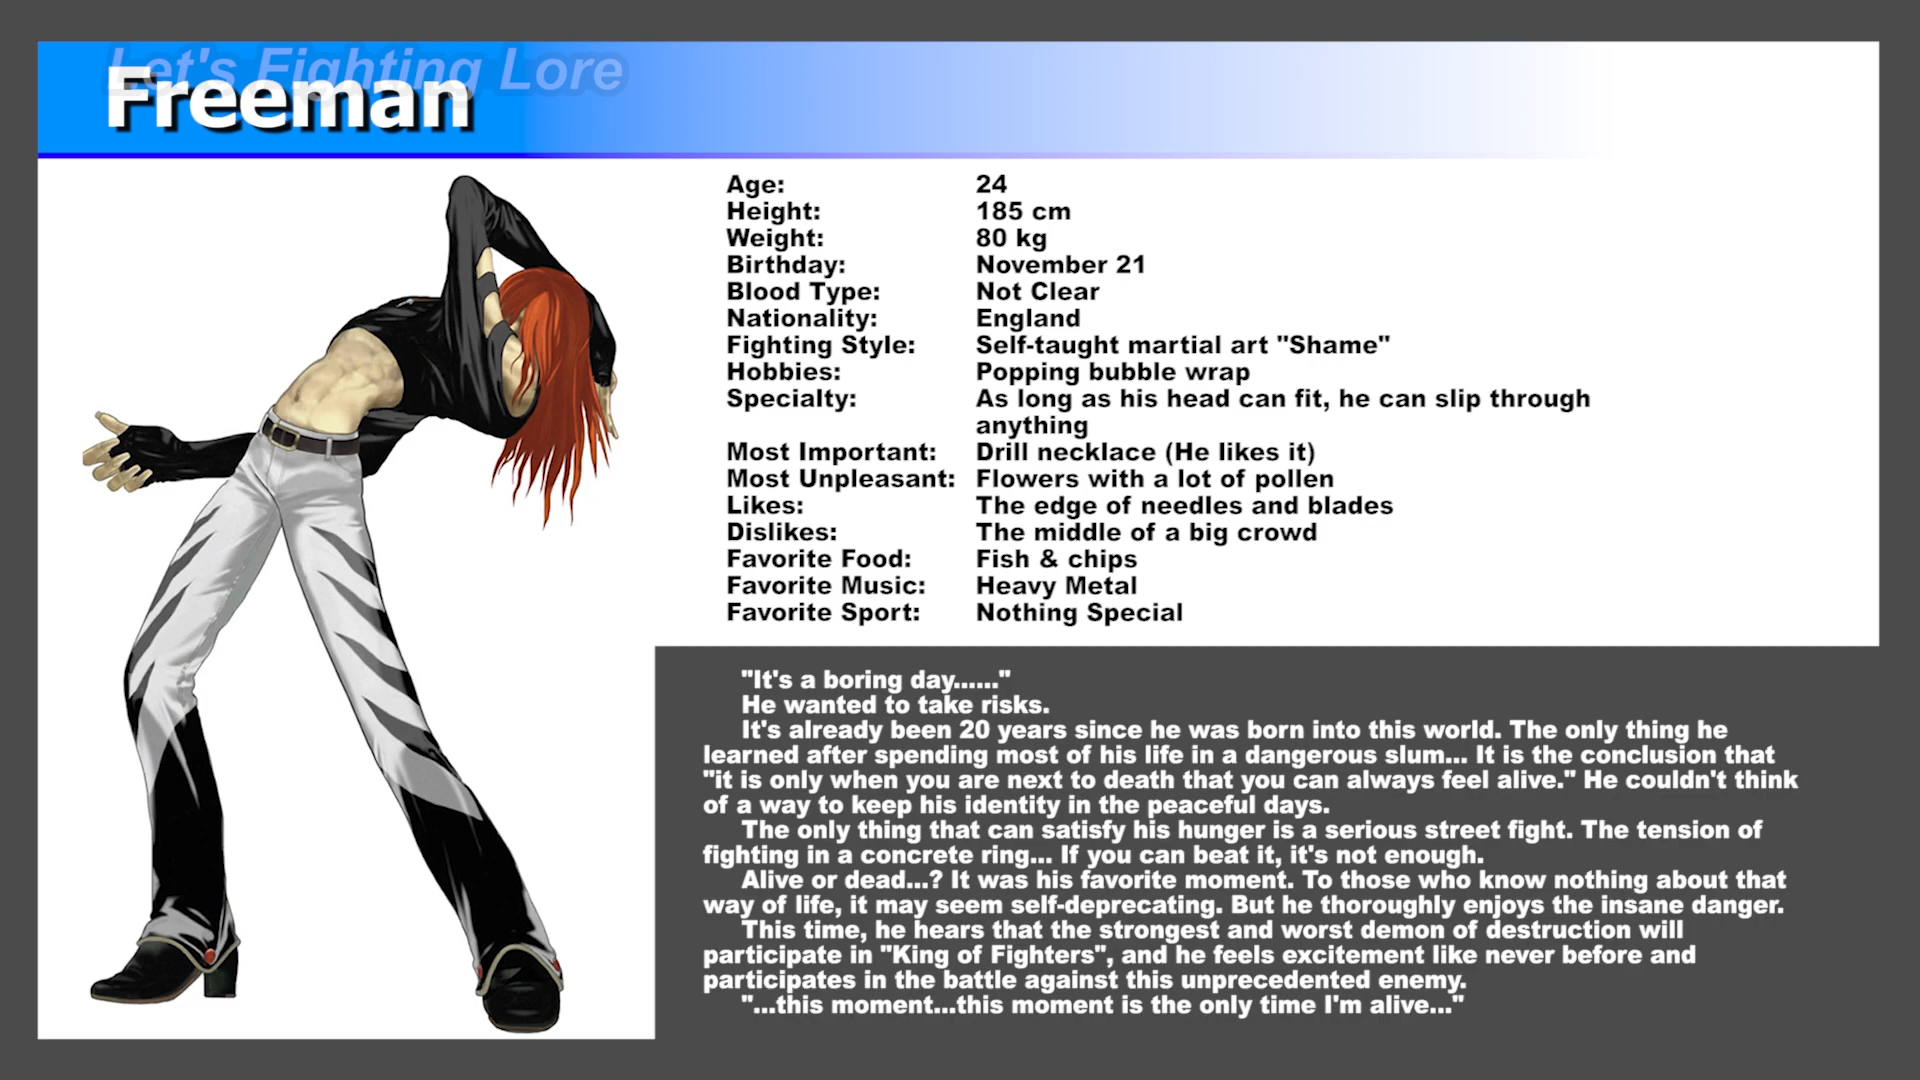 Let's Fighting Lore
Freeman
Age: 24
Height: 185 cm
Weight: 80 kg
Birthday: November 21
Blood Type: Not Clear
Nationality: England
Fighting Style: Self-taught martial art "Shame"
Hobbies: Popping bubble wrap
Specialty: As long as his head can fit, he can slip through
anything
Most Important: Drill necklace (He likes it)
Most Unpleasant: Flowers with a lot of pollen
Likes: The edge of needles and blades
Dislikes: The middle of a big crowd
Favorite Food: Fish & chips
Favorite Music: Heavy Metal
Favorite Sport: Nothing Special
"It's a boring day......"
He wanted to take risks.
It's already been 20 years since he was born into this world. The only thing he
learned after spending most of his life in a dangerous slum... It is the conclusion that
"it is only when you are next to death that you can always feel alive." He couldn't think
of a way to keep his identity in the peaceful days.
The only thing that can satisfy his hunger is a serious street fight. The tension of
fighting in a concrete ring... If you can beat it, it's not enough.
Alive or dead...? It was his favorite moment. To those who know nothing about that
way of life, it may seem self-deprecating. But he thoroughly enjoys the insane danger.
This time, he hears that the strongest and worst demon of destruction will
participate in "King of Fighters", and he feels excitement like never before and
participates in the battle against this unprecedented enemy.
"...this moment...this moment is the only time I'm alive..."